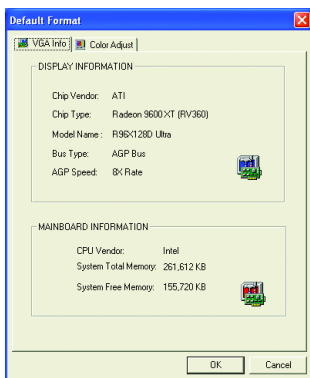 Default Format
VGA Info Color Adjust
DISPLAY INFORMATION
Chip Vendor: ATI
Chip Type: Radeon 9600 XT (RV360)
Model Name : R96X128D Ultra
Bus Type: AGP Bus
AGP Speed: 8X Rate
MAINBOARD INFORMATION
CPU Vendor: Intel
System Total Memory: 261,612 KB
System Free Memory: 155,720 KB
OK Cancel